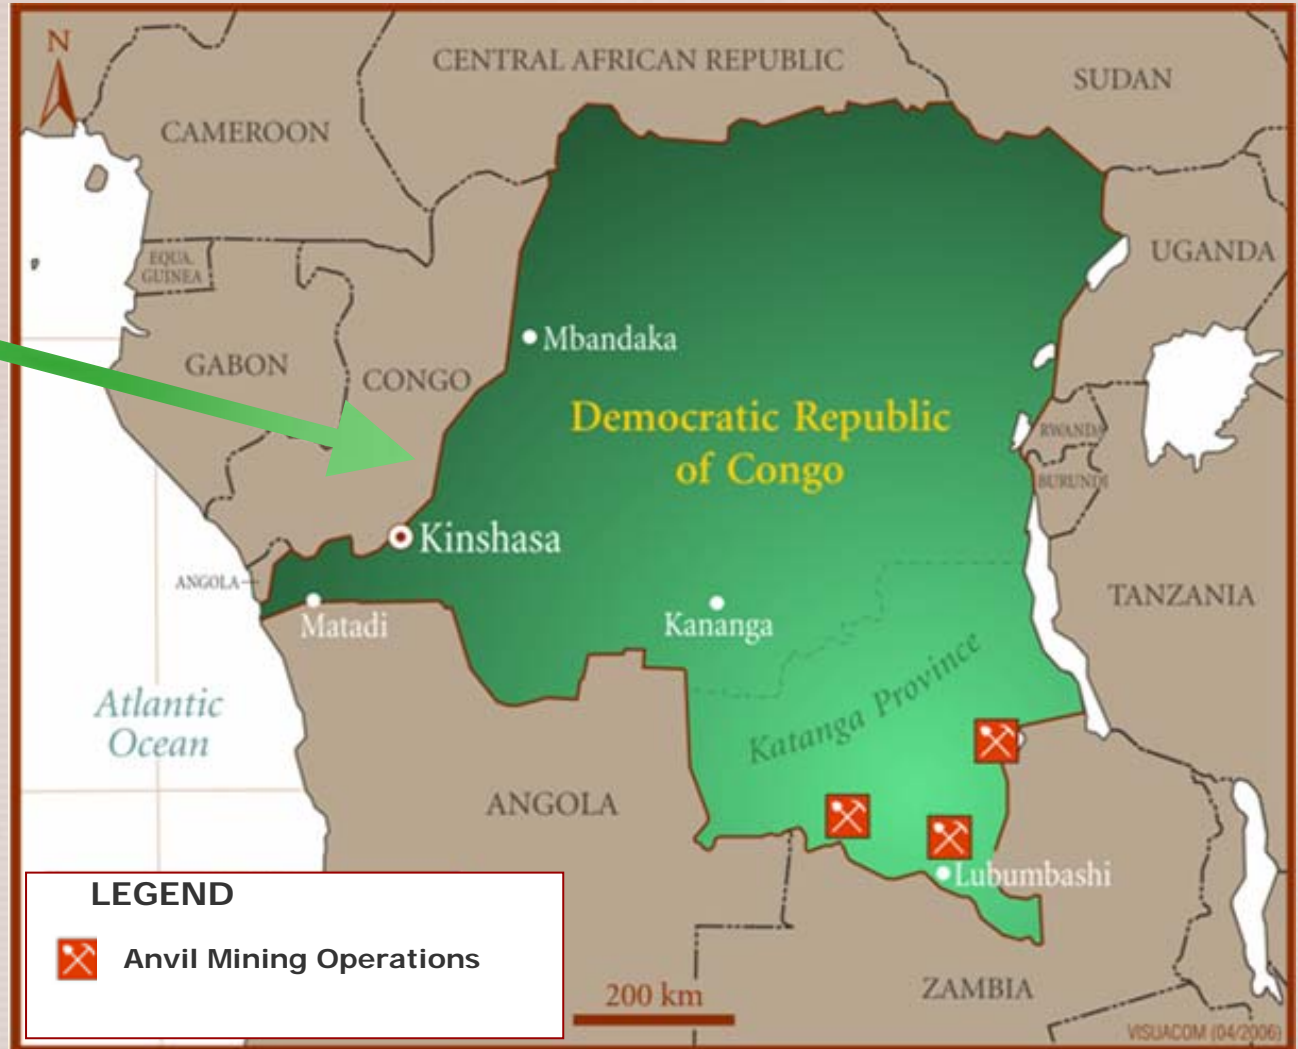 N
CENTRAL AFRICAN REPUBLIC
SUDAN
CAMEROON
UGANDA
EQUA.
GUINEA
Mbandaka
GABON
CONGO
Democratic Republic
of Congo
RWANDA
BURUNDI
Kinshasa
ANGOLA
TANZANIA
Matadi
Kananga
Katanga Province
Atlantic
Ocean
ANGOLA
Lubumbashi
LEGEND
Anvil Mining Operations
200 km
ZAMBIA
VISUACOM (04/2006)